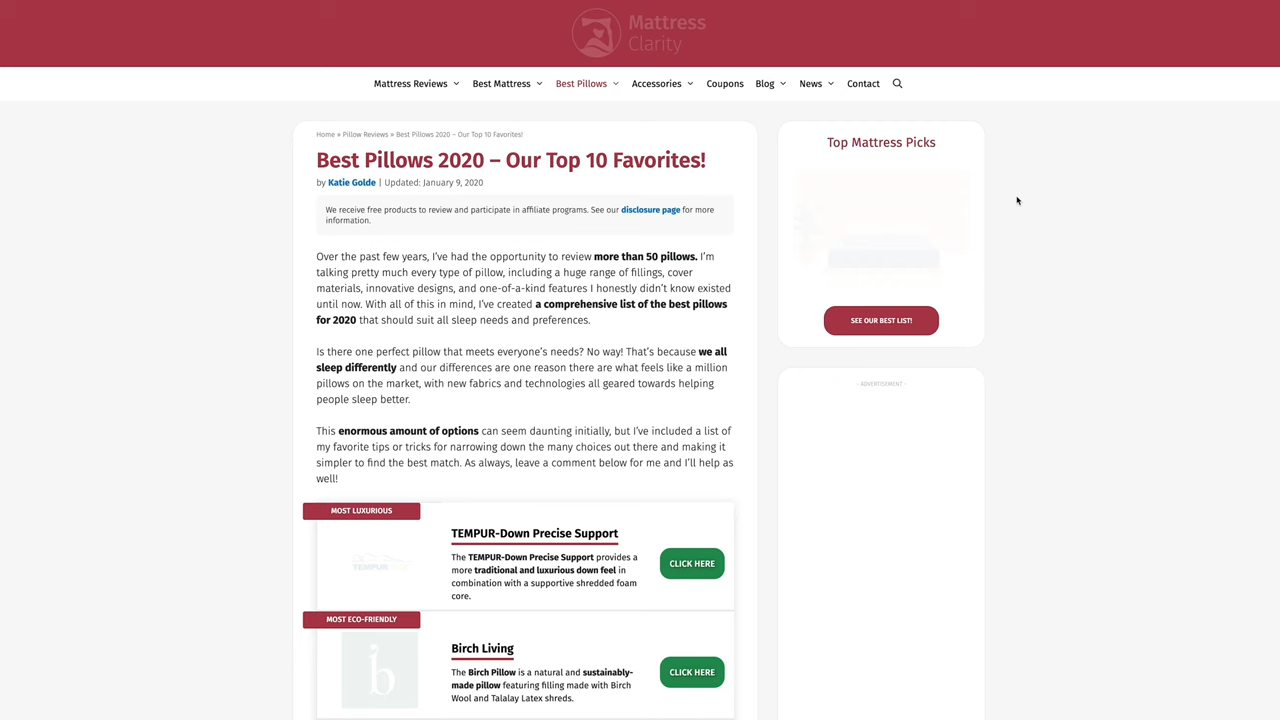 Mattress
Clarity
Mattress Reviews Best Mattress Best Pillows Accessories Coupons Blog News Contact
Home » Pillow Reviews » Best Pillows 2020 – Our Top 10 Favorites!
Best Pillows 2020 – Our Top 10 Favorites!
by Katie Golde | Updated: January 9, 2020
We receive free products to review and participate in affiliate programs. See our disclosure page for more
information.
Over the past few years, I've had the opportunity to review more than 50 pillows. I'm
talking pretty much every type of pillow, including a huge range of fillings, cover
materials, innovative designs, and one-of-a-kind features I honestly didn't know existed
until now. With all of this in mind, I've created a comprehensive list of the best pillows
for 2020 that should suit all sleep needs and preferences.
Is there one perfect pillow that meets everyone's needs? No way! That's because we all
sleep differently and our differences are one reason there are what feels like a million
pillows on the market, with new fabrics and technologies all geared towards helping
people sleep better.
This enormous amount of options can seem daunting initially, but I've included a list of
my favorite tips or tricks for narrowing down the many choices out there and making it
simpler to find the best match. As always, leave a comment below for me and I'll help as
well!
MOST LUXURIOUS
TEMPUR
TEMPUR-Down Precise Support
The TEMPUR-Down Precise Support provides a
more traditional and luxurious down feel in
combination with a supportive shredded foam
core.
CLICK HERE
MOST ECO-FRIENDLY
b
Birch Living
The Birch Pillow is a natural and sustainably-
made pillow featuring filling made with Birch
Wool and Talalay Latex shreds.
CLICK HERE
Top Mattress Picks
SEE OUR BEST LIST!
– ADVERTISEMENT –